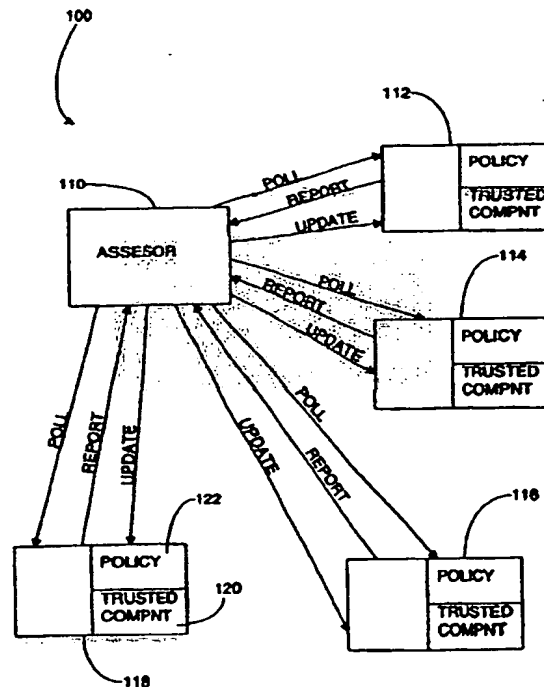 100
112
110
POLL
REPORT
UPDATE
POLICY
TRUSTED
COMPNT
ASSESOR
114
POLL
REPORT
UPDATE
POLICY
TRUSTED
COMPNT
POLL
REPORT
UPDATE
UPDATE
REPORT
POLL
116
122
POLICY
TRUSTED
COMPNT
120
118
POLICY
TRUSTED
COMPNT